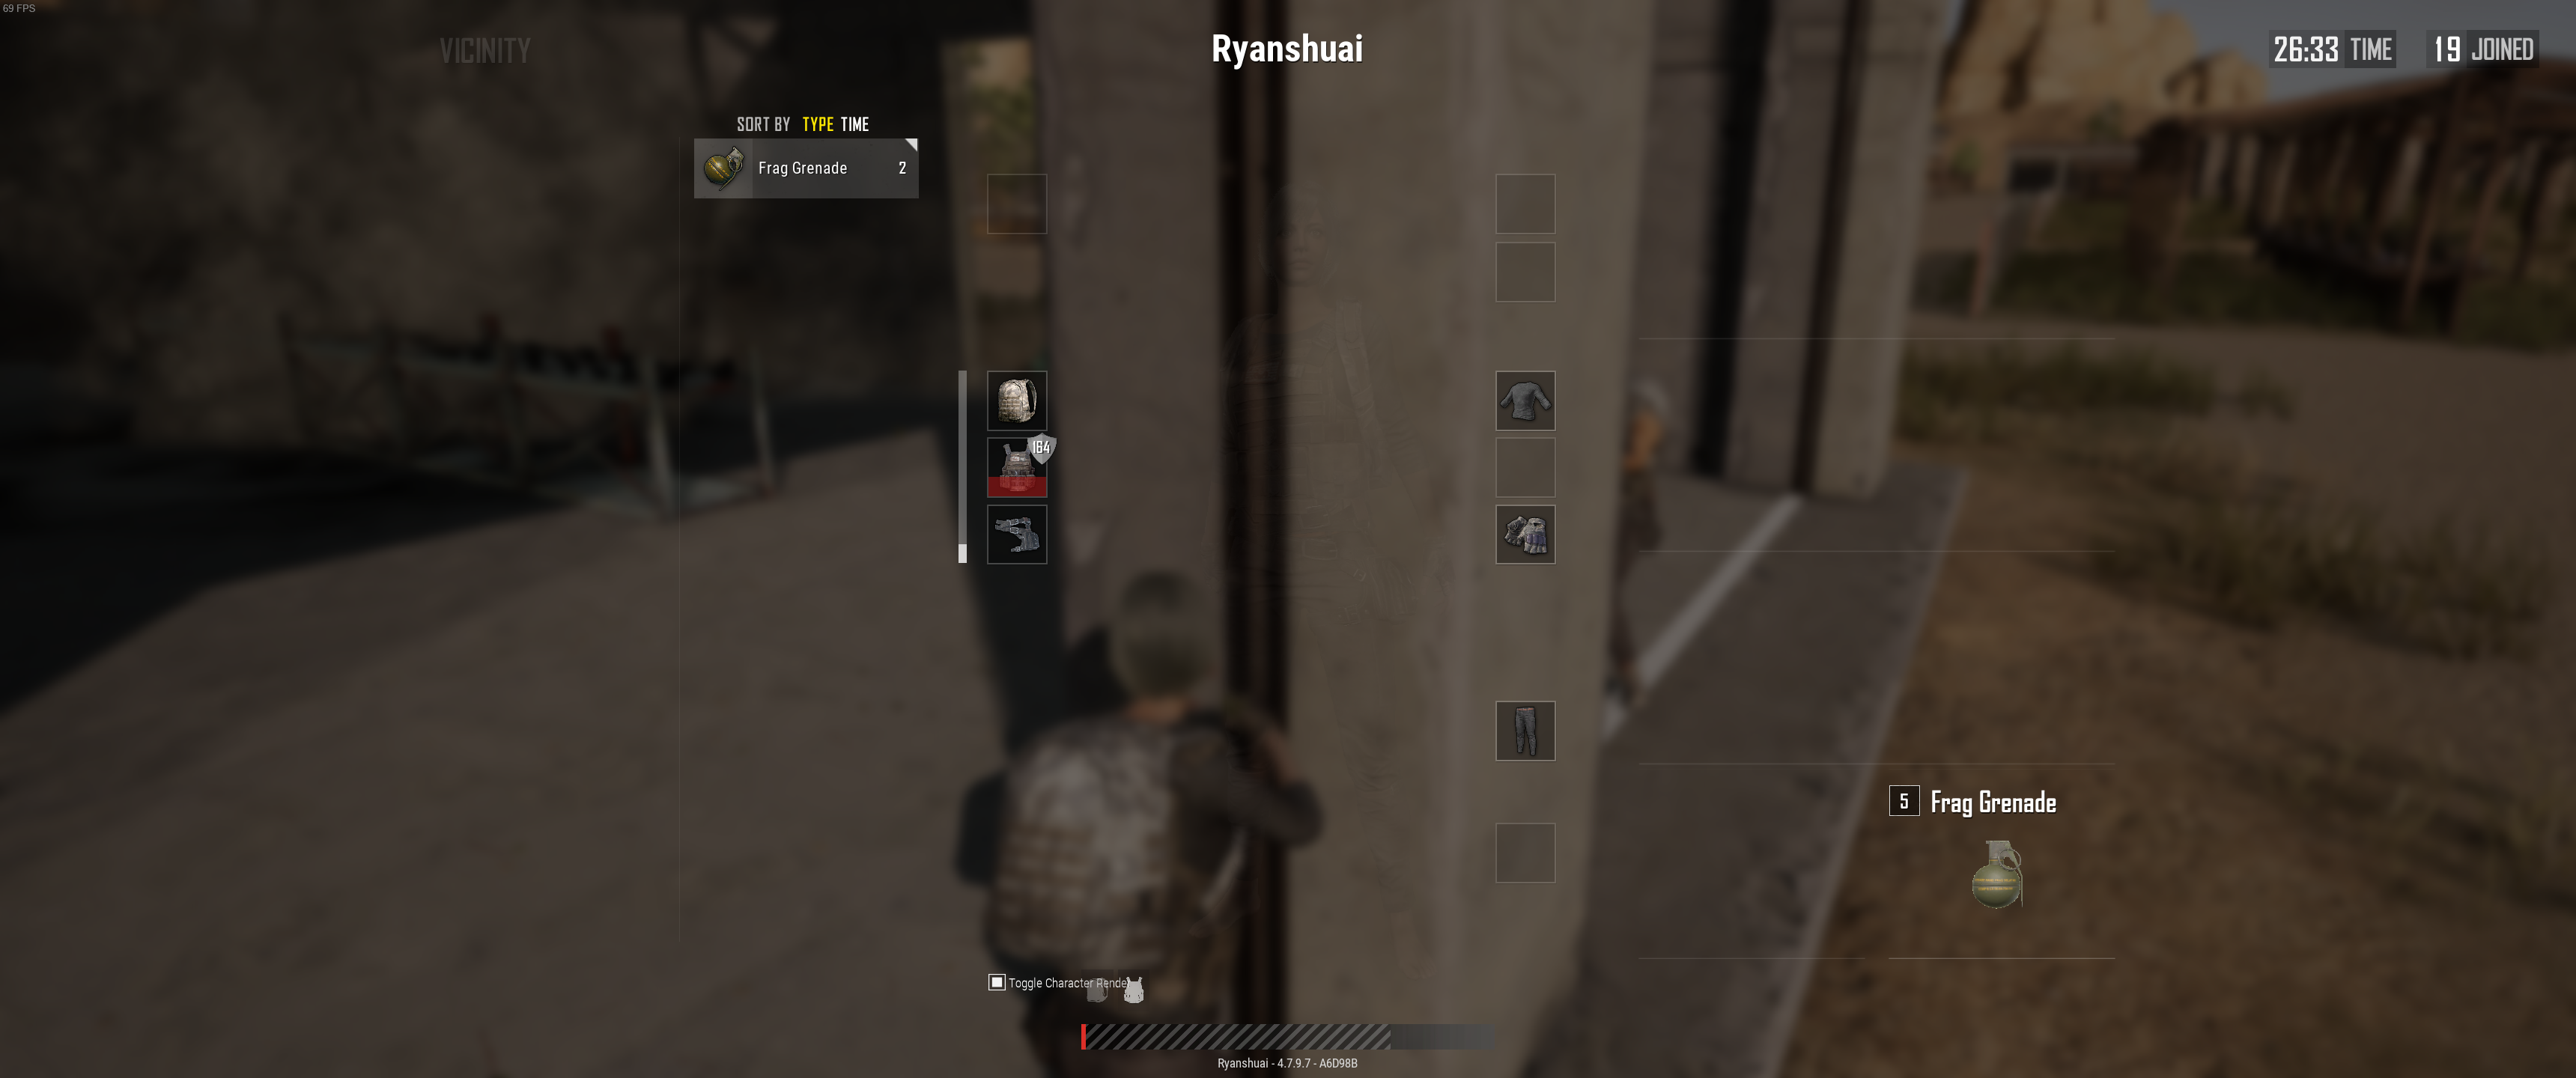 69 FPS
VICINITY
Ryanshuai
26:33 TIME
19 JOINED
SORT BY TYPE TIME
Frag Grenade 2
184
5 Frag Grenade
Toggle Character Render
Ryanshuai - 4.7.9.7 - A6D98B